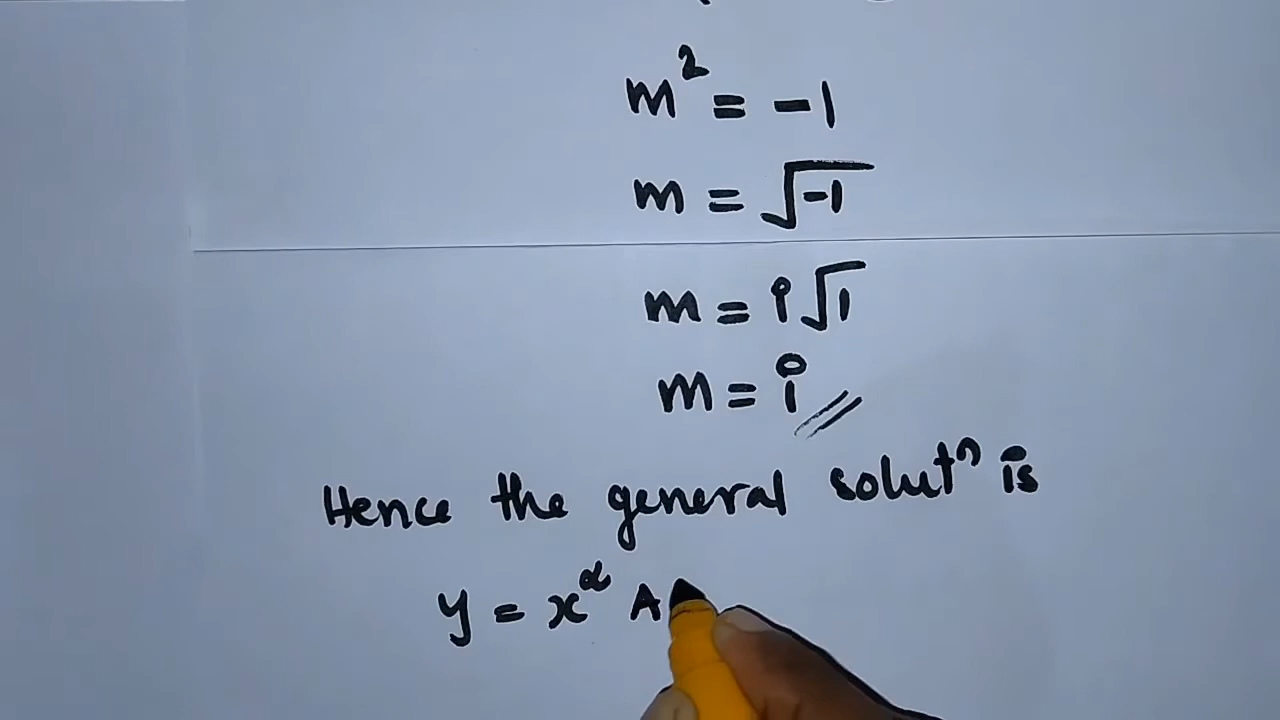 m² = -1
m = √-1
m = i√1
m = i //
Hence the general solutⁿ is
y = x^α A